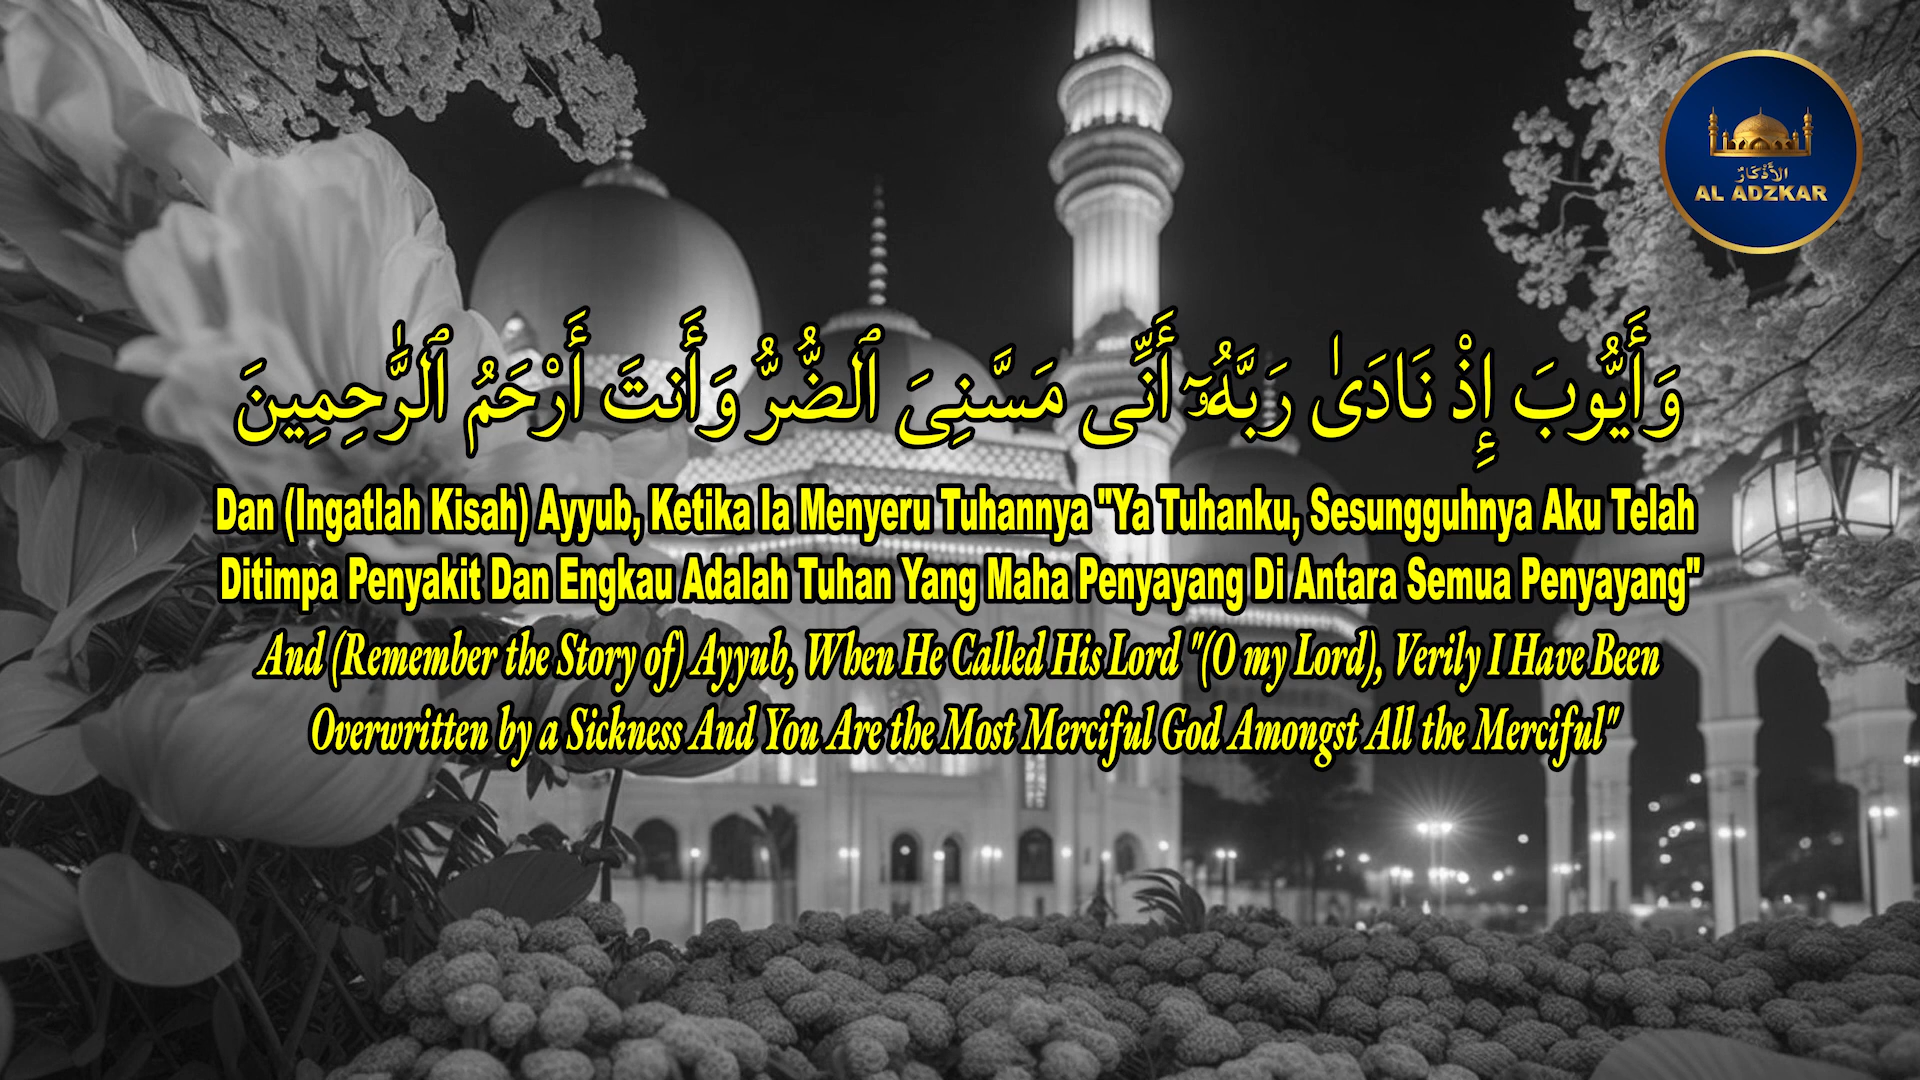 الأَذْكَارُ
AL ADZKAR
وَأَيُّوبَ إِذْ نَادَىٰ رَبَّهُۥٓ أَنِّى مَسَّنِىَ ٱلضُّرُّ وَأَنتَ أَرْحَمُ ٱلرَّٰحِمِينَ
Dan (Ingatlah Kisah) Ayyub, Ketika Ia Menyeru Tuhannya "Ya Tuhanku, Sesungguhnya Aku Telah
Ditimpa Penyakit Dan Engkau Adalah Tuhan Yang Maha Penyayang Di Antara Semua Penyayang"
And (Remember the Story of) Ayyub, When He Called His Lord "(O my Lord), Verily I Have Been
Overwritten by a Sickness And You Are the Most Merciful God Amongst All the Merciful"